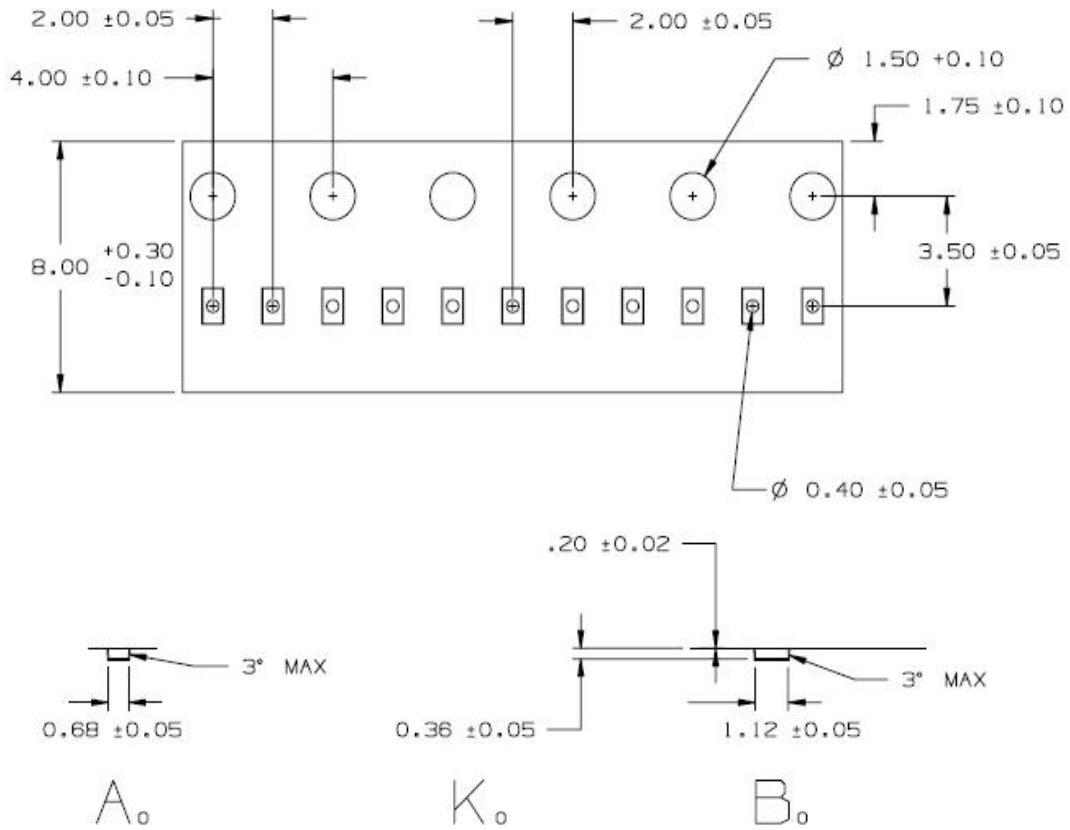 2.00 ±0.05
2.00 ±0.05
Ø 1.50 +0.10
4.00 ±0.10
1.75 ±0.10
8.00 +0.30
-0.10
3.50 ±0.05
Ø 0.40 ±0.05
.20 ±0.02
3° MAX
3° MAX
0.68 ±0.05
0.36 ±0.05
1.12 ±0.05
A₀
K₀
B₀